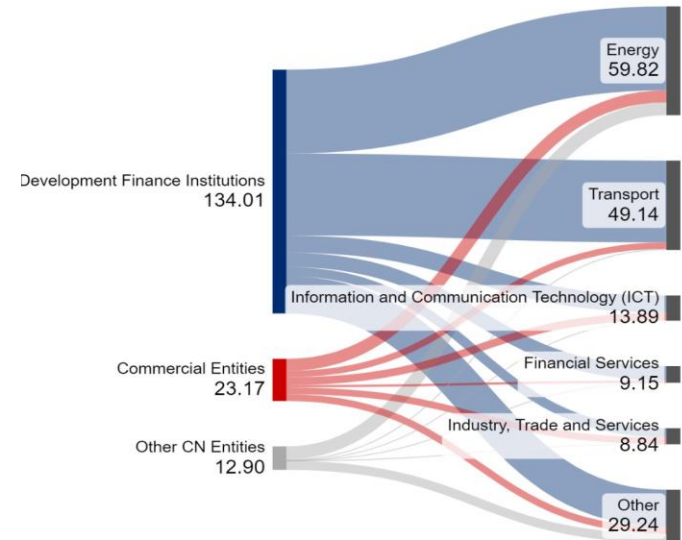 Development Finance Institutions
134.01
Commercial Entities
23.17
Other CN Entities
12.90
Energy
59.82
Transport
49.14
Information and Communication Technology (ICT)
13.89
Financial Services
9.15
Industry, Trade and Services
8.84
Other
29.24